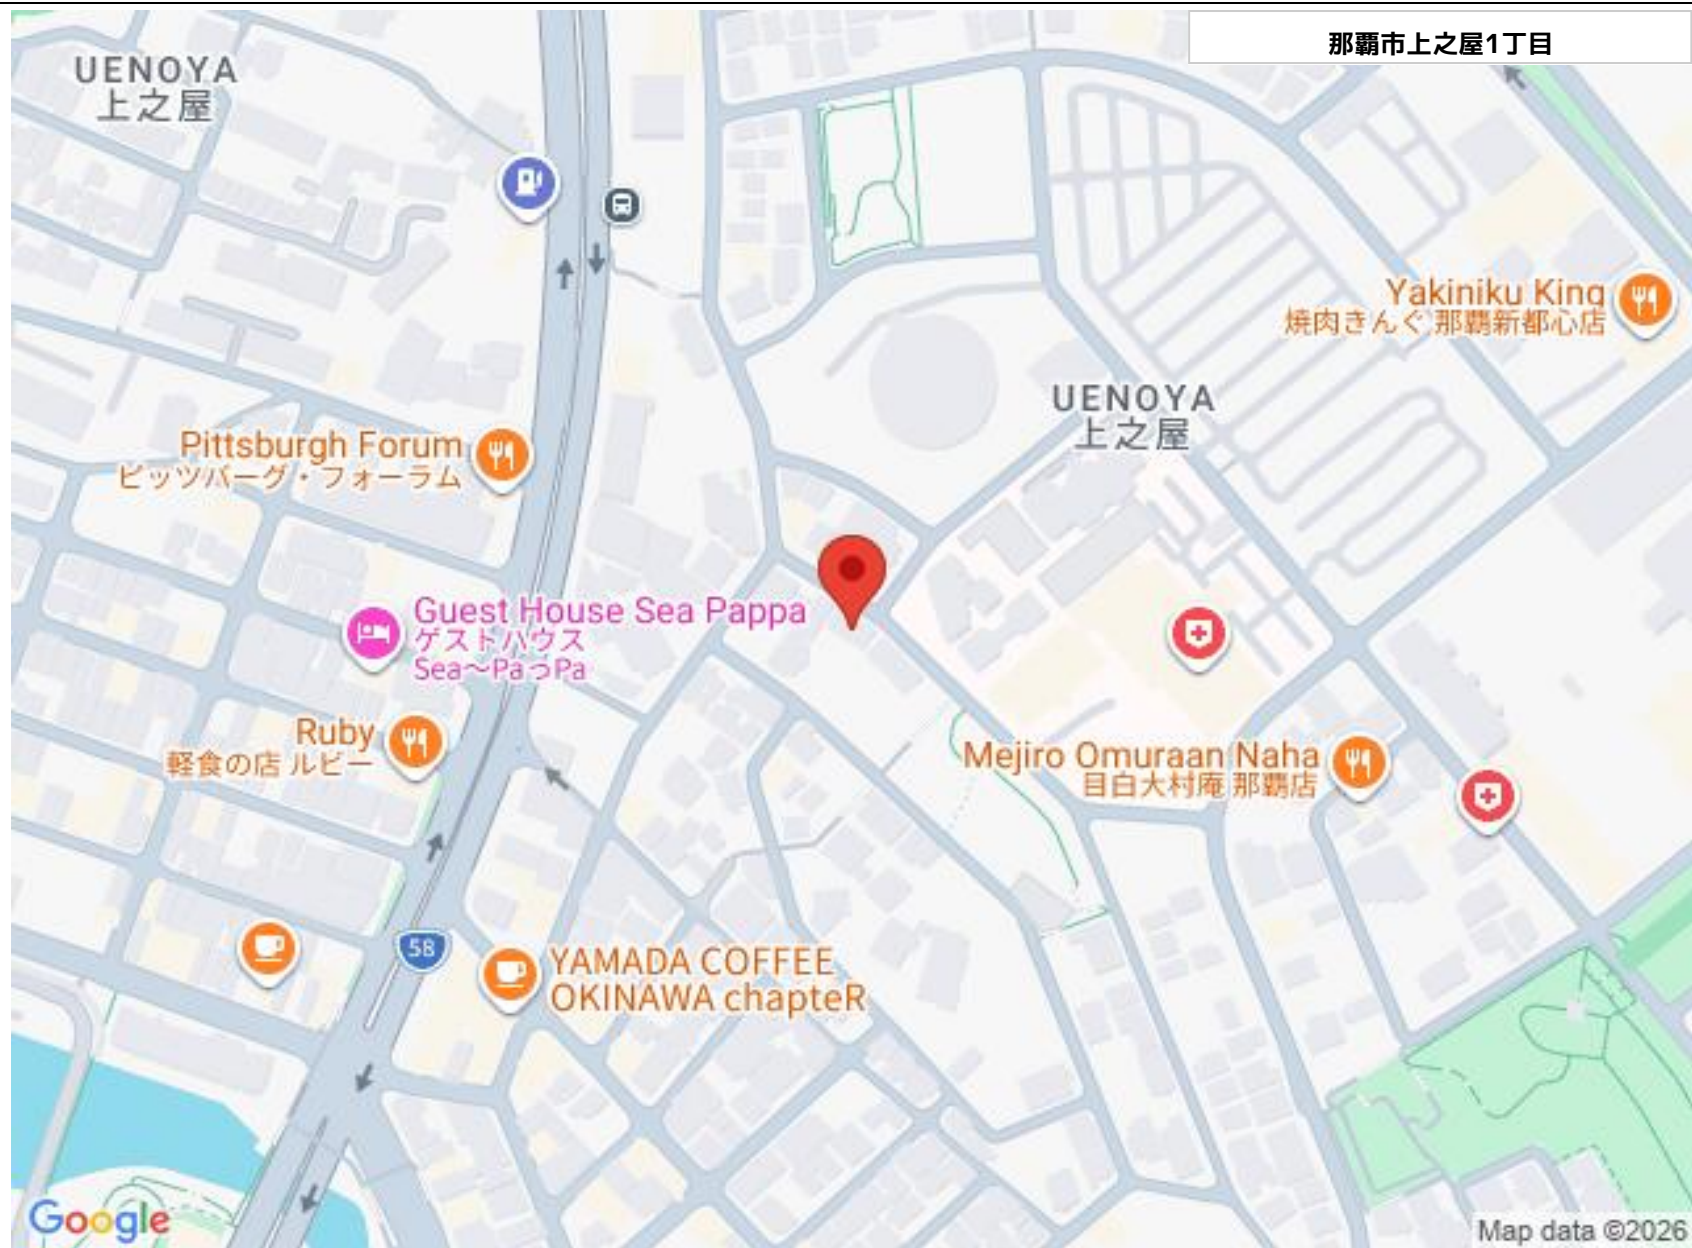 那覇市上之屋1丁目
UENOYA
上之屋
Yakiniku King
焼肉きんぐ 那覇新都心店
UENOYA
上之屋
Pittsburgh Forum
ピッツバーグ・フォーラム
Guest House Sea Pappa
ゲストハウス
Sea〜PaっPa
Ruby
軽食の店 ルビー
Mejiro Omuraan Naha
目白大村庵 那覇店
58
YAMADA COFFEE
OKINAWA chapteR
Google
Map data ©2026